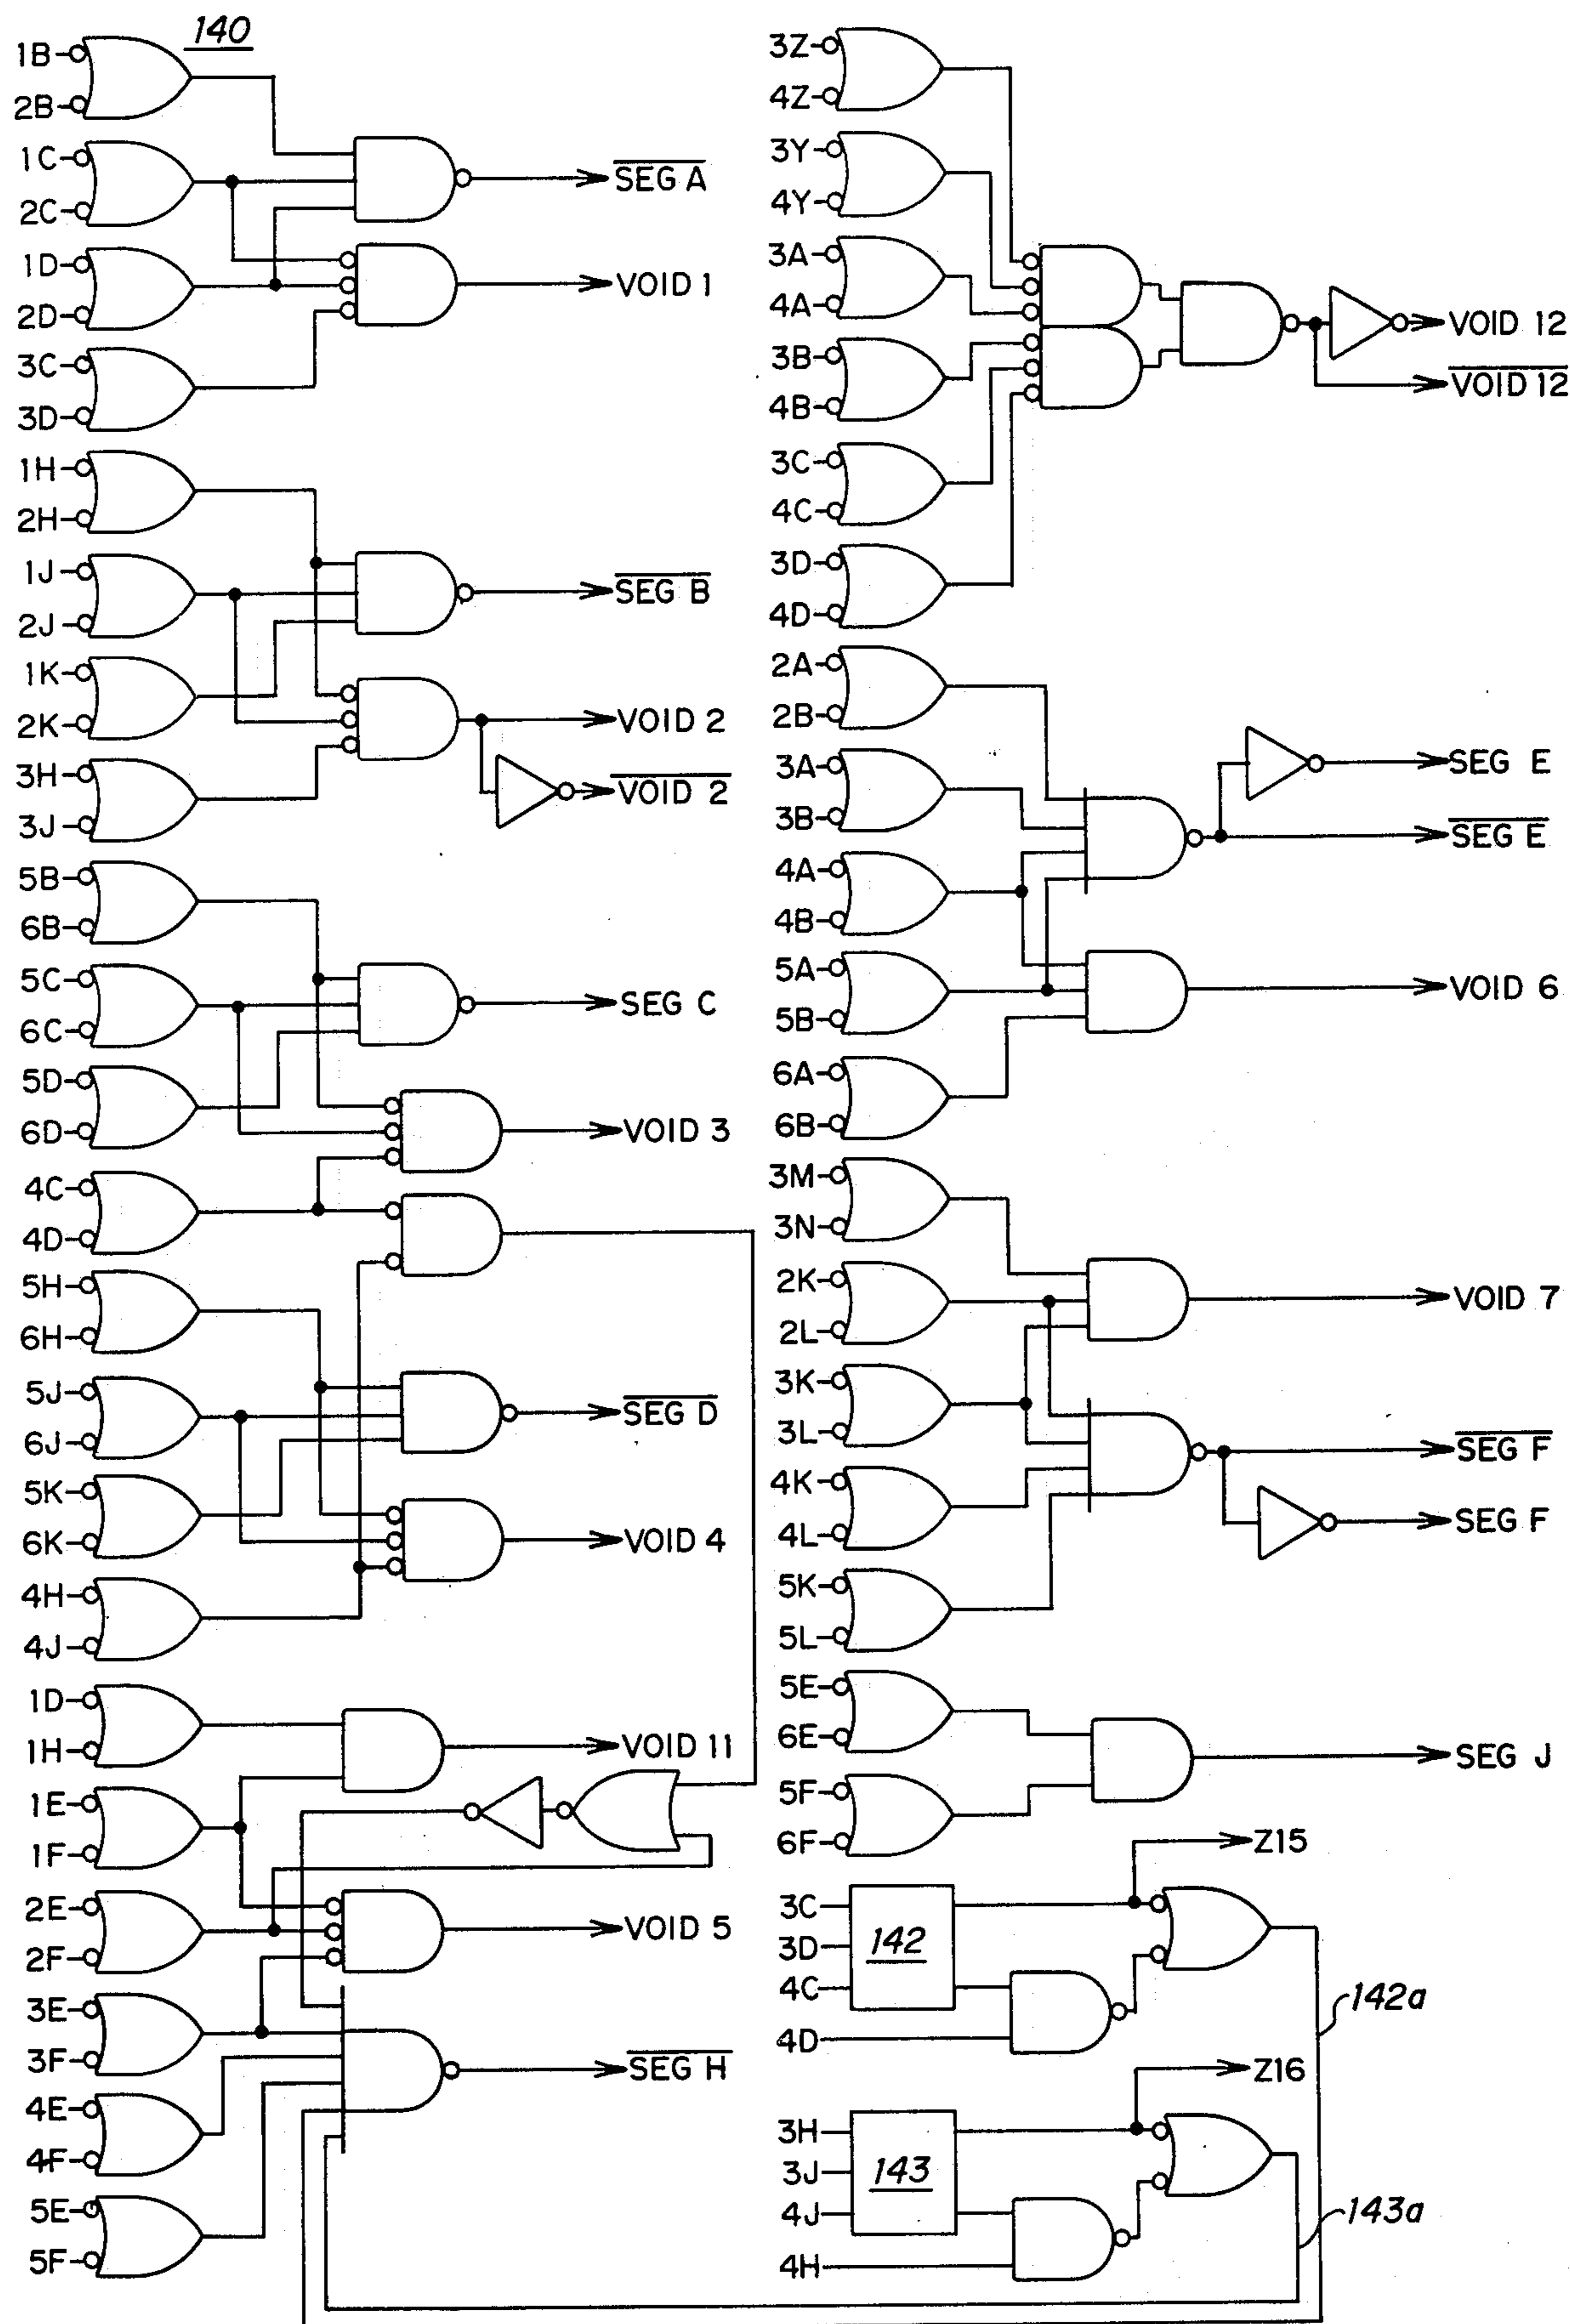 140
1B
2B
1C
2C
SEG A
1D
2D
VOID 1
3C
3D
1H
2H
1J
2J
SEG B
1K
2K
VOID 2
3H
3J
VOID 2
5B
6B
5C
6C
SEG C
5D
6D
VOID 3
4C
4D
5H
6H
5J
6J
SEG D
5K
6K
VOID 4
4H
4J
1D
1H
VOID 11
1E
1F
2E
2F
VOID 5
3E
3F
SEG H
4E
4F
5E
5F
3Z
4Z
3Y
4Y
3A
4A
VOID 12
3B
4B
VOID 12
3C
4C
3D
4D
2A
2B
SEG E
3A
3B
SEG E
4A
4B
5A
5B
VOID 6
6A
6B
3M
3N
2K
2L
VOID 7
3K
3L
SEG F
4K
4L
SEG F
5K
5L
5E
6E
SEG J
5F
6F
Z15
3C
3D
4C
142
4D
142a
Z16
3H
3J
4J
143
4H
143a